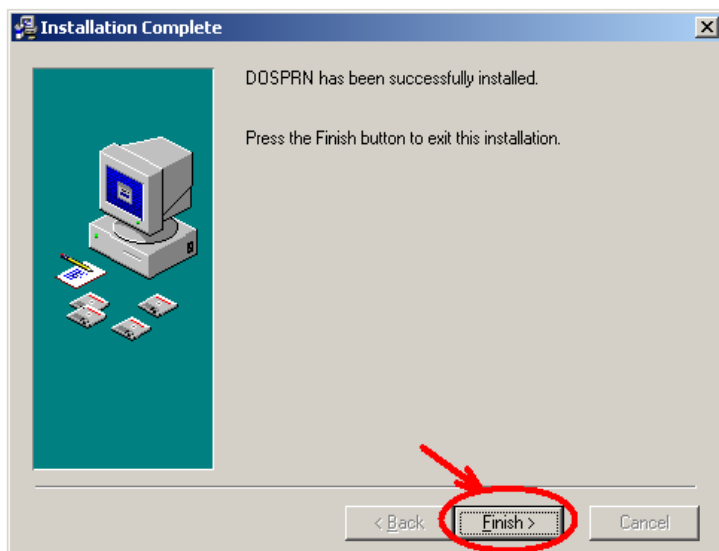 Installation Complete
DOSPRN has been successfully installed.
Press the Finish button to exit this installation.
< Back
Finish >
Cancel